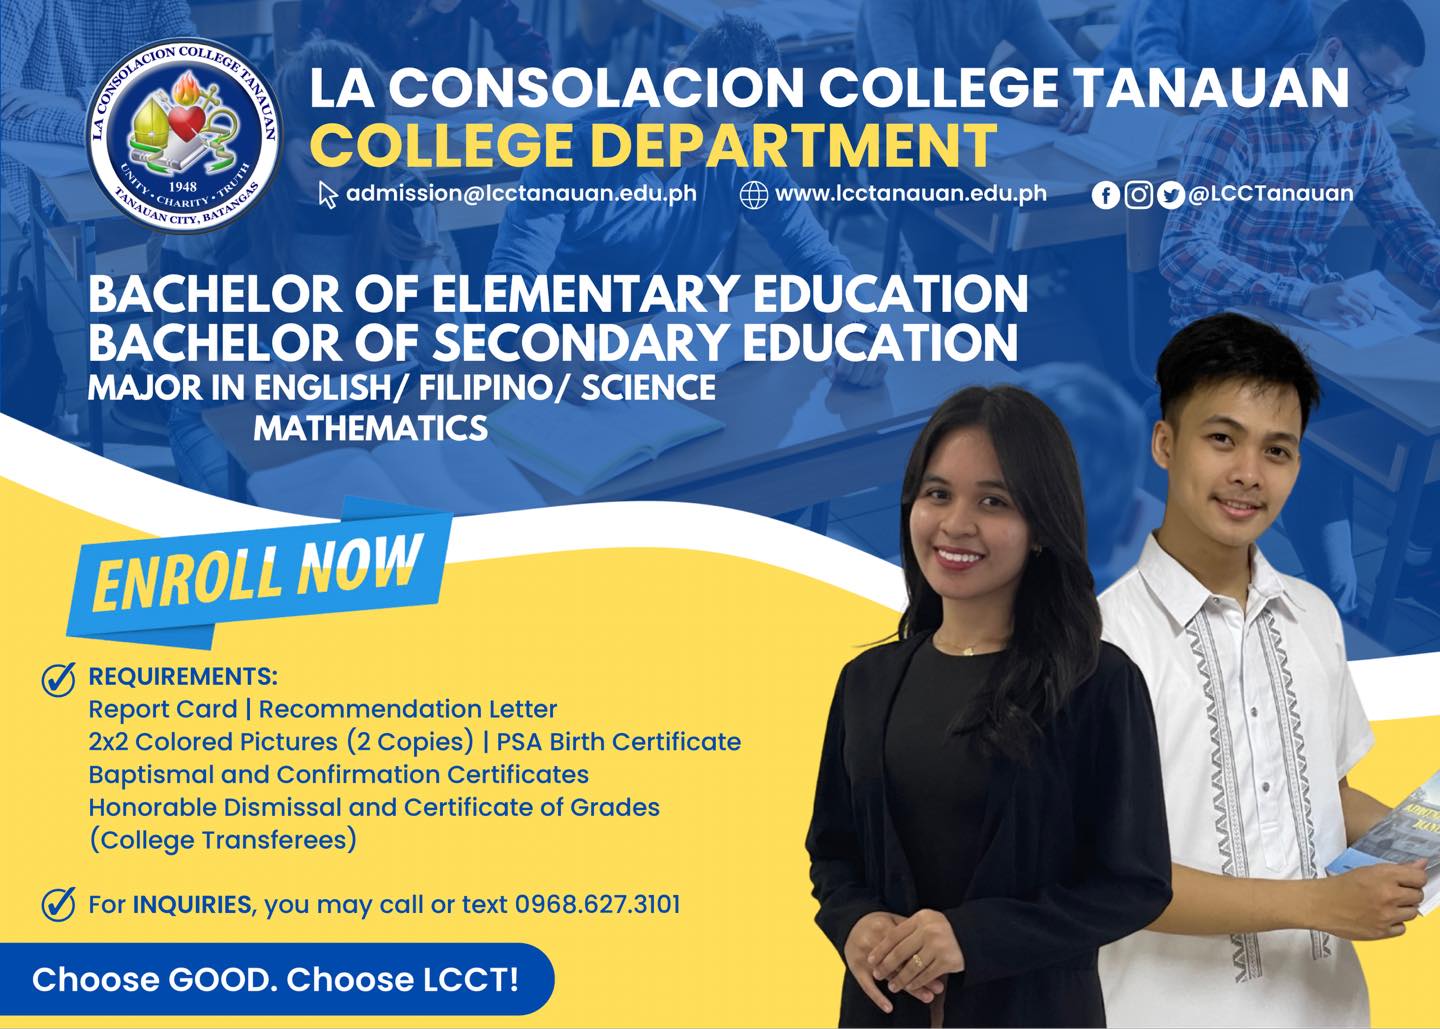 LA CONSOLACION COLLEGE TANAUAN
UNITY • CHARITY • TRUTH
1948
TANAUAN CITY, BATANGAS
LA CONSOLACION COLLEGE TANAUAN
COLLEGE DEPARTMENT
admission@lcctanauan.edu.ph www.lcctanauan.edu.ph @LCCTanauan
BACHELOR OF ELEMENTARY EDUCATION
BACHELOR OF SECONDARY EDUCATION
MAJOR IN ENGLISH/ FILIPINO/ SCIENCE
MATHEMATICS
ENROLL NOW
REQUIREMENTS:
Report Card | Recommendation Letter
2x2 Colored Pictures (2 Copies) | PSA Birth Certificate
Baptismal and Confirmation Certificates
Honorable Dismissal and Certificate of Grades
(College Transferees)
For INQUIRIES, you may call or text 0968.627.3101
Choose GOOD. Choose LCCT!